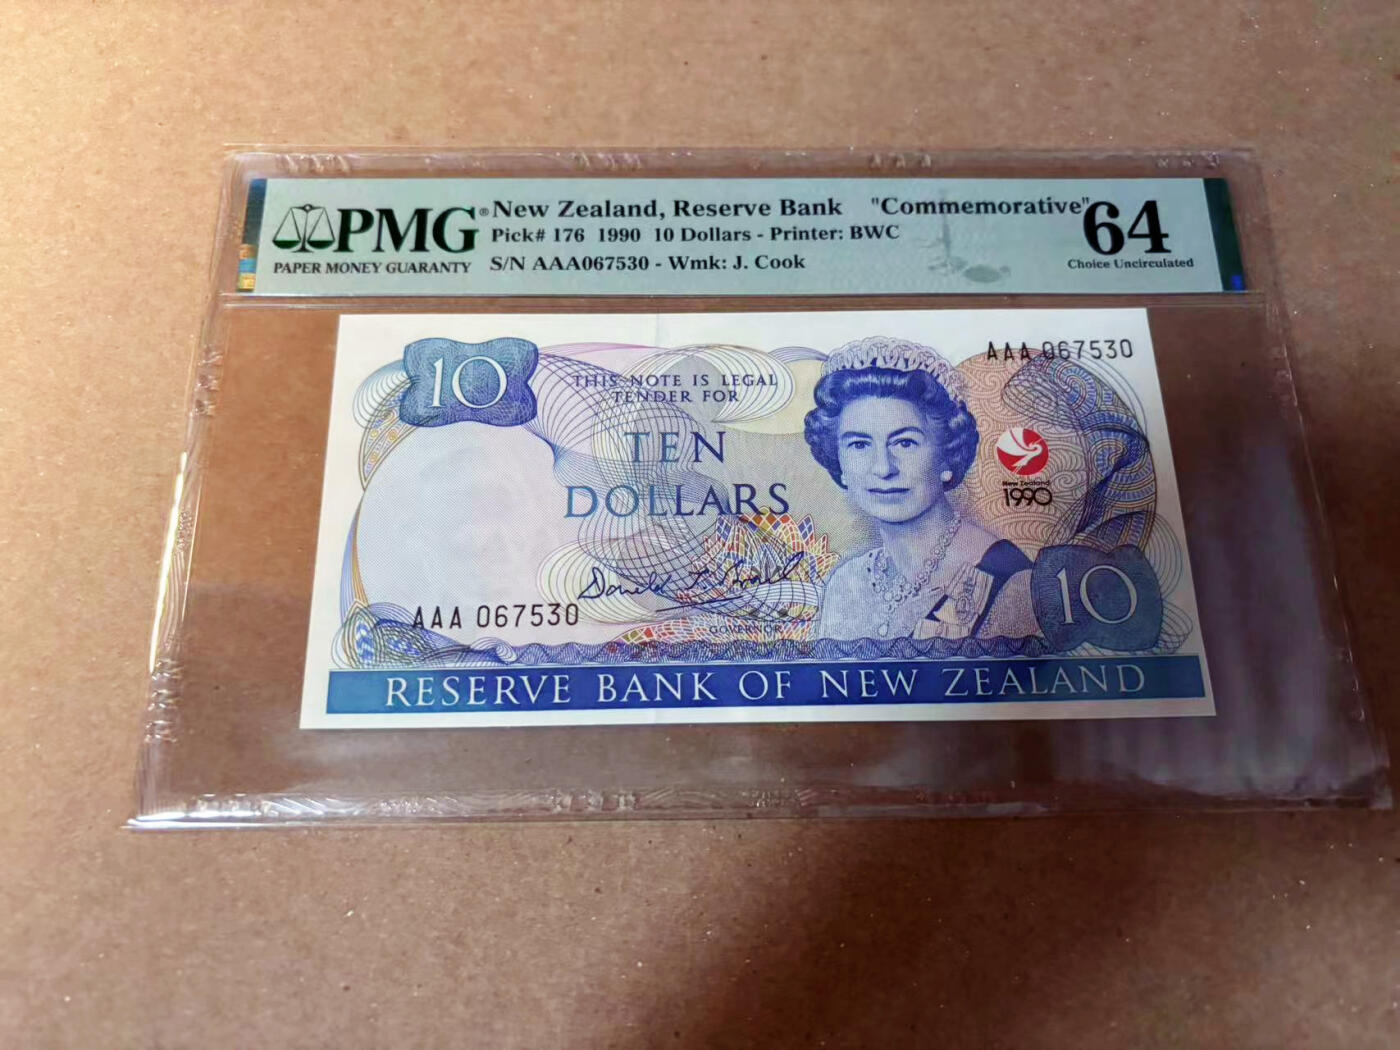 PMG® New Zealand, Reserve Bank "Commemorative" 64
Pick# 176 1990 10 Dollars - Printer: BWC
PAPER MONEY GUARANTY S/N AAA067530 - Wmk: J. Cook Choice Uncirculated
10
AAA 067530
THIS NOTE IS LEGAL
TENDER FOR
TEN
DOLLARS
New Zealand
1990
Donald T Brash
AAA 067530
GOVERNOR
10
RESERVE BANK OF NEW ZEALAND